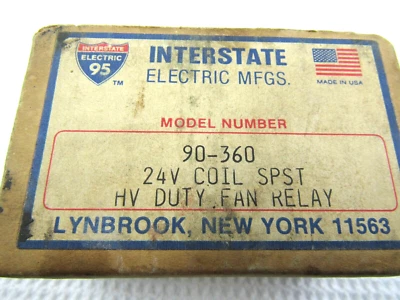 INTERSTATE
ELECTRIC
95
TM
INTERSTATE
ELECTRIC MFGS.
MADE IN USA
MODEL NUMBER
90-360
24V COIL SPST
HV DUTY FAN RELAY
LYNBROOK, NEW YORK 11563